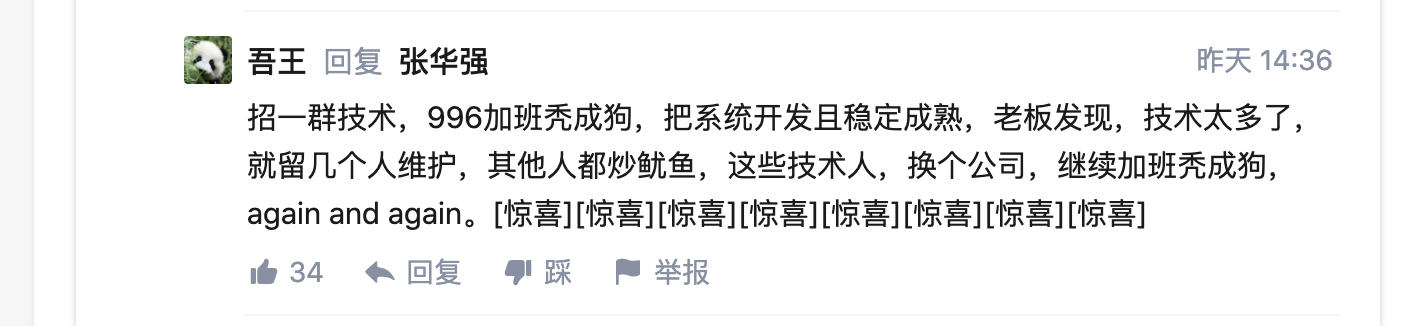 吾王 回复 张华强 昨天 14:36
招一群技术，996加班秃成狗，把系统开发且稳定成熟，老板发现，技术太多了，
就留几个人维护，其他人都炒鱿鱼，这些技术人，换个公司，继续加班秃成狗，
again and again。[惊喜][惊喜][惊喜][惊喜][惊喜][惊喜][惊喜][惊喜]
34 回复 踩 举报